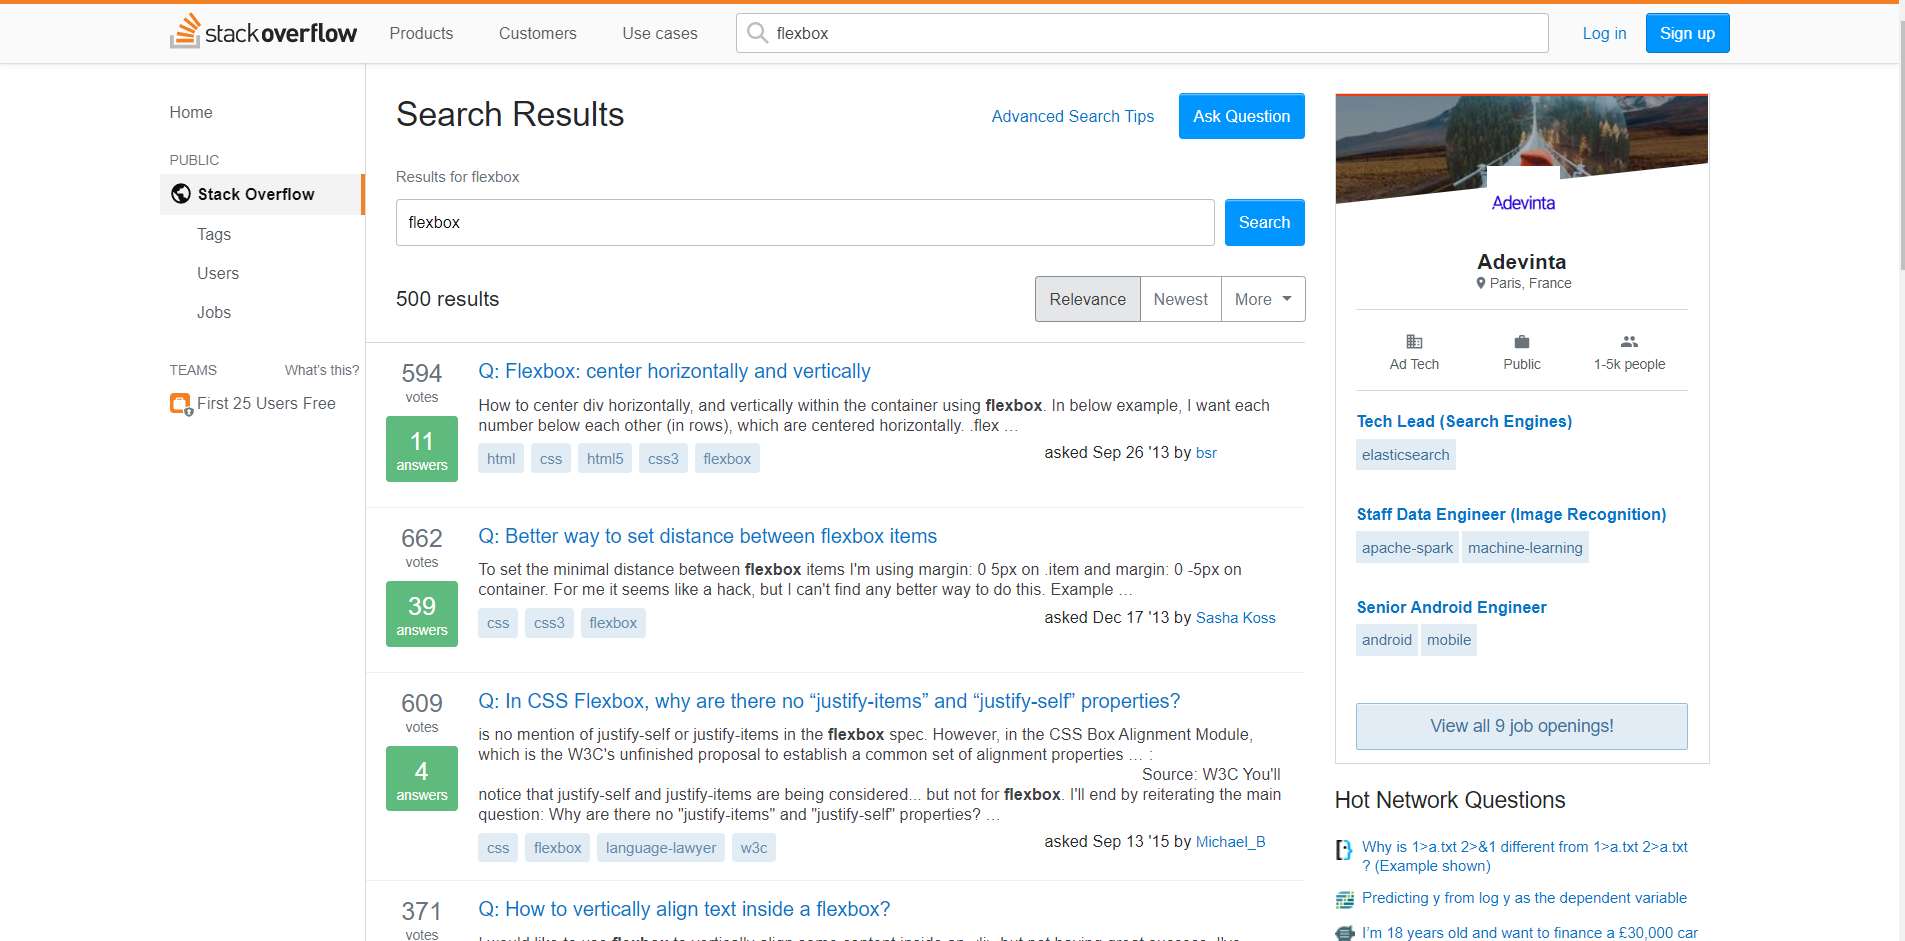 stackoverflow
Products
Customers
Use cases
flexbox
Log in
Sign up
Home
PUBLIC
Stack Overflow
Tags
Users
Jobs
TEAMS
What's this?
First 25 Users Free
Search Results
Advanced Search Tips
Ask Question
Results for flexbox
flexbox
Search
500 results
Relevance
Newest
More
594
votes
11
answers
Q: Flexbox: center horizontally and vertically
How to center div horizontally, and vertically within the container using flexbox. In below example, I want each
number below each other (in rows), which are centered horizontally. .flex …
html css html5 css3 flexbox
asked Sep 26 '13 by bsr
662
votes
39
answers
Q: Better way to set distance between flexbox items
To set the minimal distance between flexbox items I'm using margin: 0 5px on .item and margin: 0 -5px on
container. For me it seems like a hack, but I can't find any better way to do this. Example …
css css3 flexbox
asked Dec 17 '13 by Sasha Koss
609
votes
4
answers
Q: In CSS Flexbox, why are there no “justify-items” and “justify-self” properties?
is no mention of justify-self or justify-items in the flexbox spec. However, in the CSS Box Alignment Module,
which is the W3C's unfinished proposal to establish a common set of alignment properties … :
Source: W3C You'll
notice that justify-self and justify-items are being considered... but not for flexbox. I'll end by reiterating the main
question: Why are there no "justify-items" and "justify-self" properties? …
css flexbox language-lawyer w3c
asked Sep 13 '15 by Michael_B
371
votes
Q: How to vertically align text inside a flexbox?
Adevinta
Adevinta
Paris, France
Ad Tech
Public
1-5k people
Tech Lead (Search Engines)
elasticsearch
Staff Data Engineer (Image Recognition)
apache-spark machine-learning
Senior Android Engineer
android mobile
View all 9 job openings!
Hot Network Questions
Why is 1>a.txt 2>&1 different from 1>a.txt 2>a.txt
? (Example shown)
Predicting y from log y as the dependent variable
I'm 18 years old and want to finance a £30,000 car